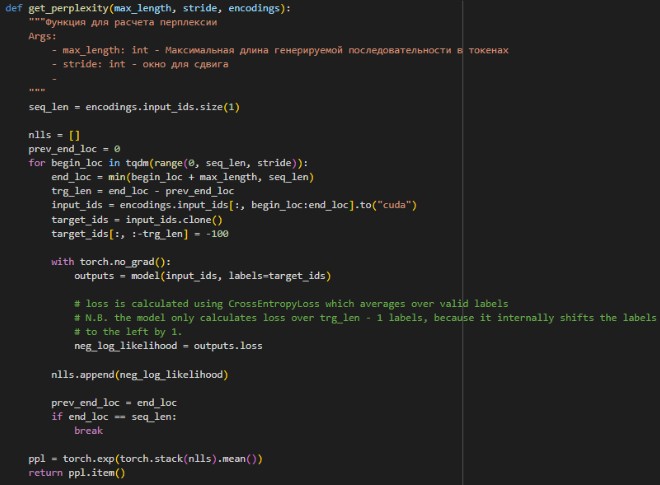 def get_perplexity(max_length, stride, encodings):
    """Функция для расчета перплексии
    Args:
        - max_length: int - Максимальная длина генерируемой последовательности в токенах
        - stride: int - окно для сдвига
        -
    """
    seq_len = encodings.input_ids.size(1)

    nlls = []
    prev_end_loc = 0
    for begin_loc in tqdm(range(0, seq_len, stride)):
        end_loc = min(begin_loc + max_length, seq_len)
        trg_len = end_loc - prev_end_loc
        input_ids = encodings.input_ids[:, begin_loc:end_loc].to("cuda")
        target_ids = input_ids.clone()
        target_ids[:, :-trg_len] = -100

        with torch.no_grad():
            outputs = model(input_ids, labels=target_ids)

            # loss is calculated using CrossEntropyLoss which averages over valid labels
            # N.B. the model only calculates loss over trg_len - 1 labels, because it internally shifts the labels
            # to the left by 1.
            neg_log_likelihood = outputs.loss

        nlls.append(neg_log_likelihood)

        prev_end_loc = end_loc
        if end_loc == seq_len:
            break

    ppl = torch.exp(torch.stack(nlls).mean())
    return ppl.item()